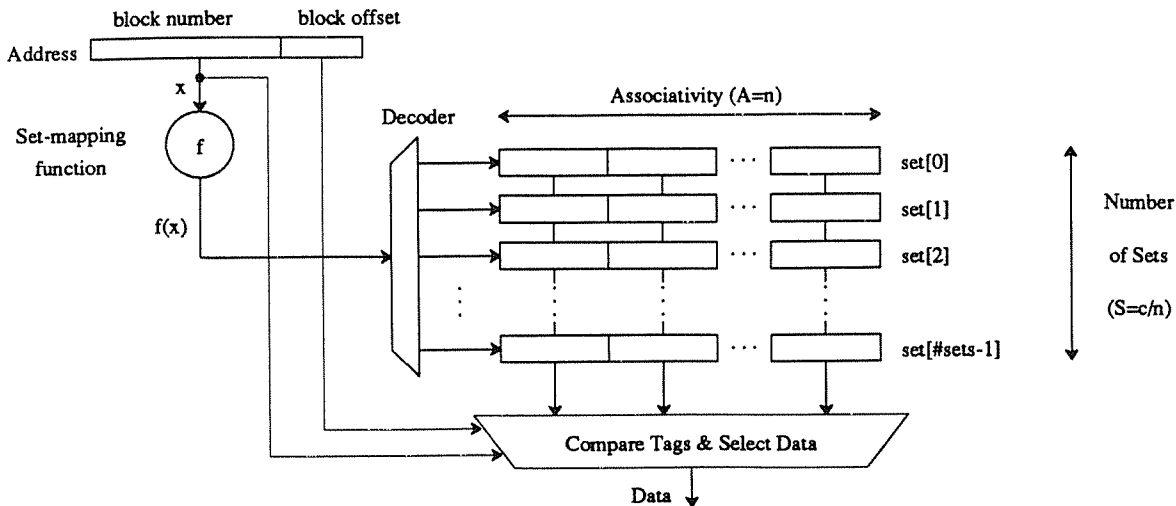 block number
block offset
Address
x
Set-mapping
function
f
f(x)
Decoder
Associativity (A=n)
set[0]
set[1]
set[2]
set[#sets-1]
Number
of Sets
(S=c/n)
Compare Tags & Select Data
Data